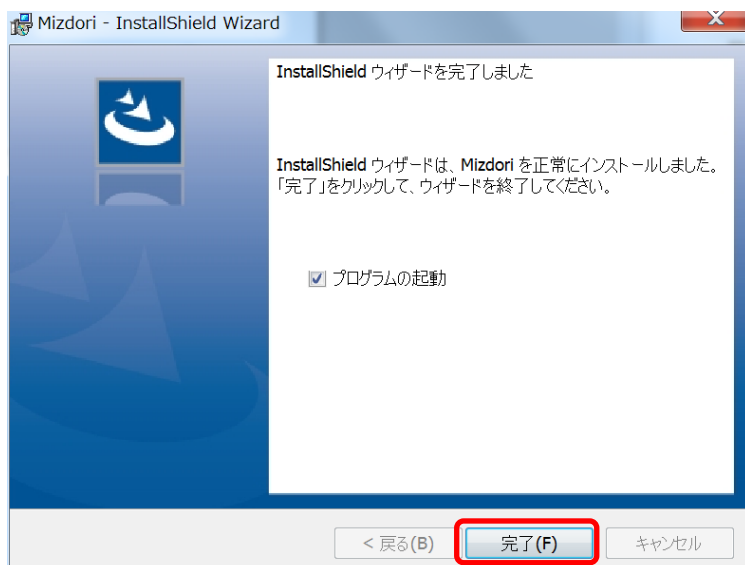 Mizdori - InstallShield Wizard
InstallShield ウィザードを完了しました
InstallShield ウィザードは、Mizdori を正常にインストールしました。
「完了」をクリックして、ウィザードを終了してください。
プログラムの起動
< 戻る(B)
完了(F)
キャンセル